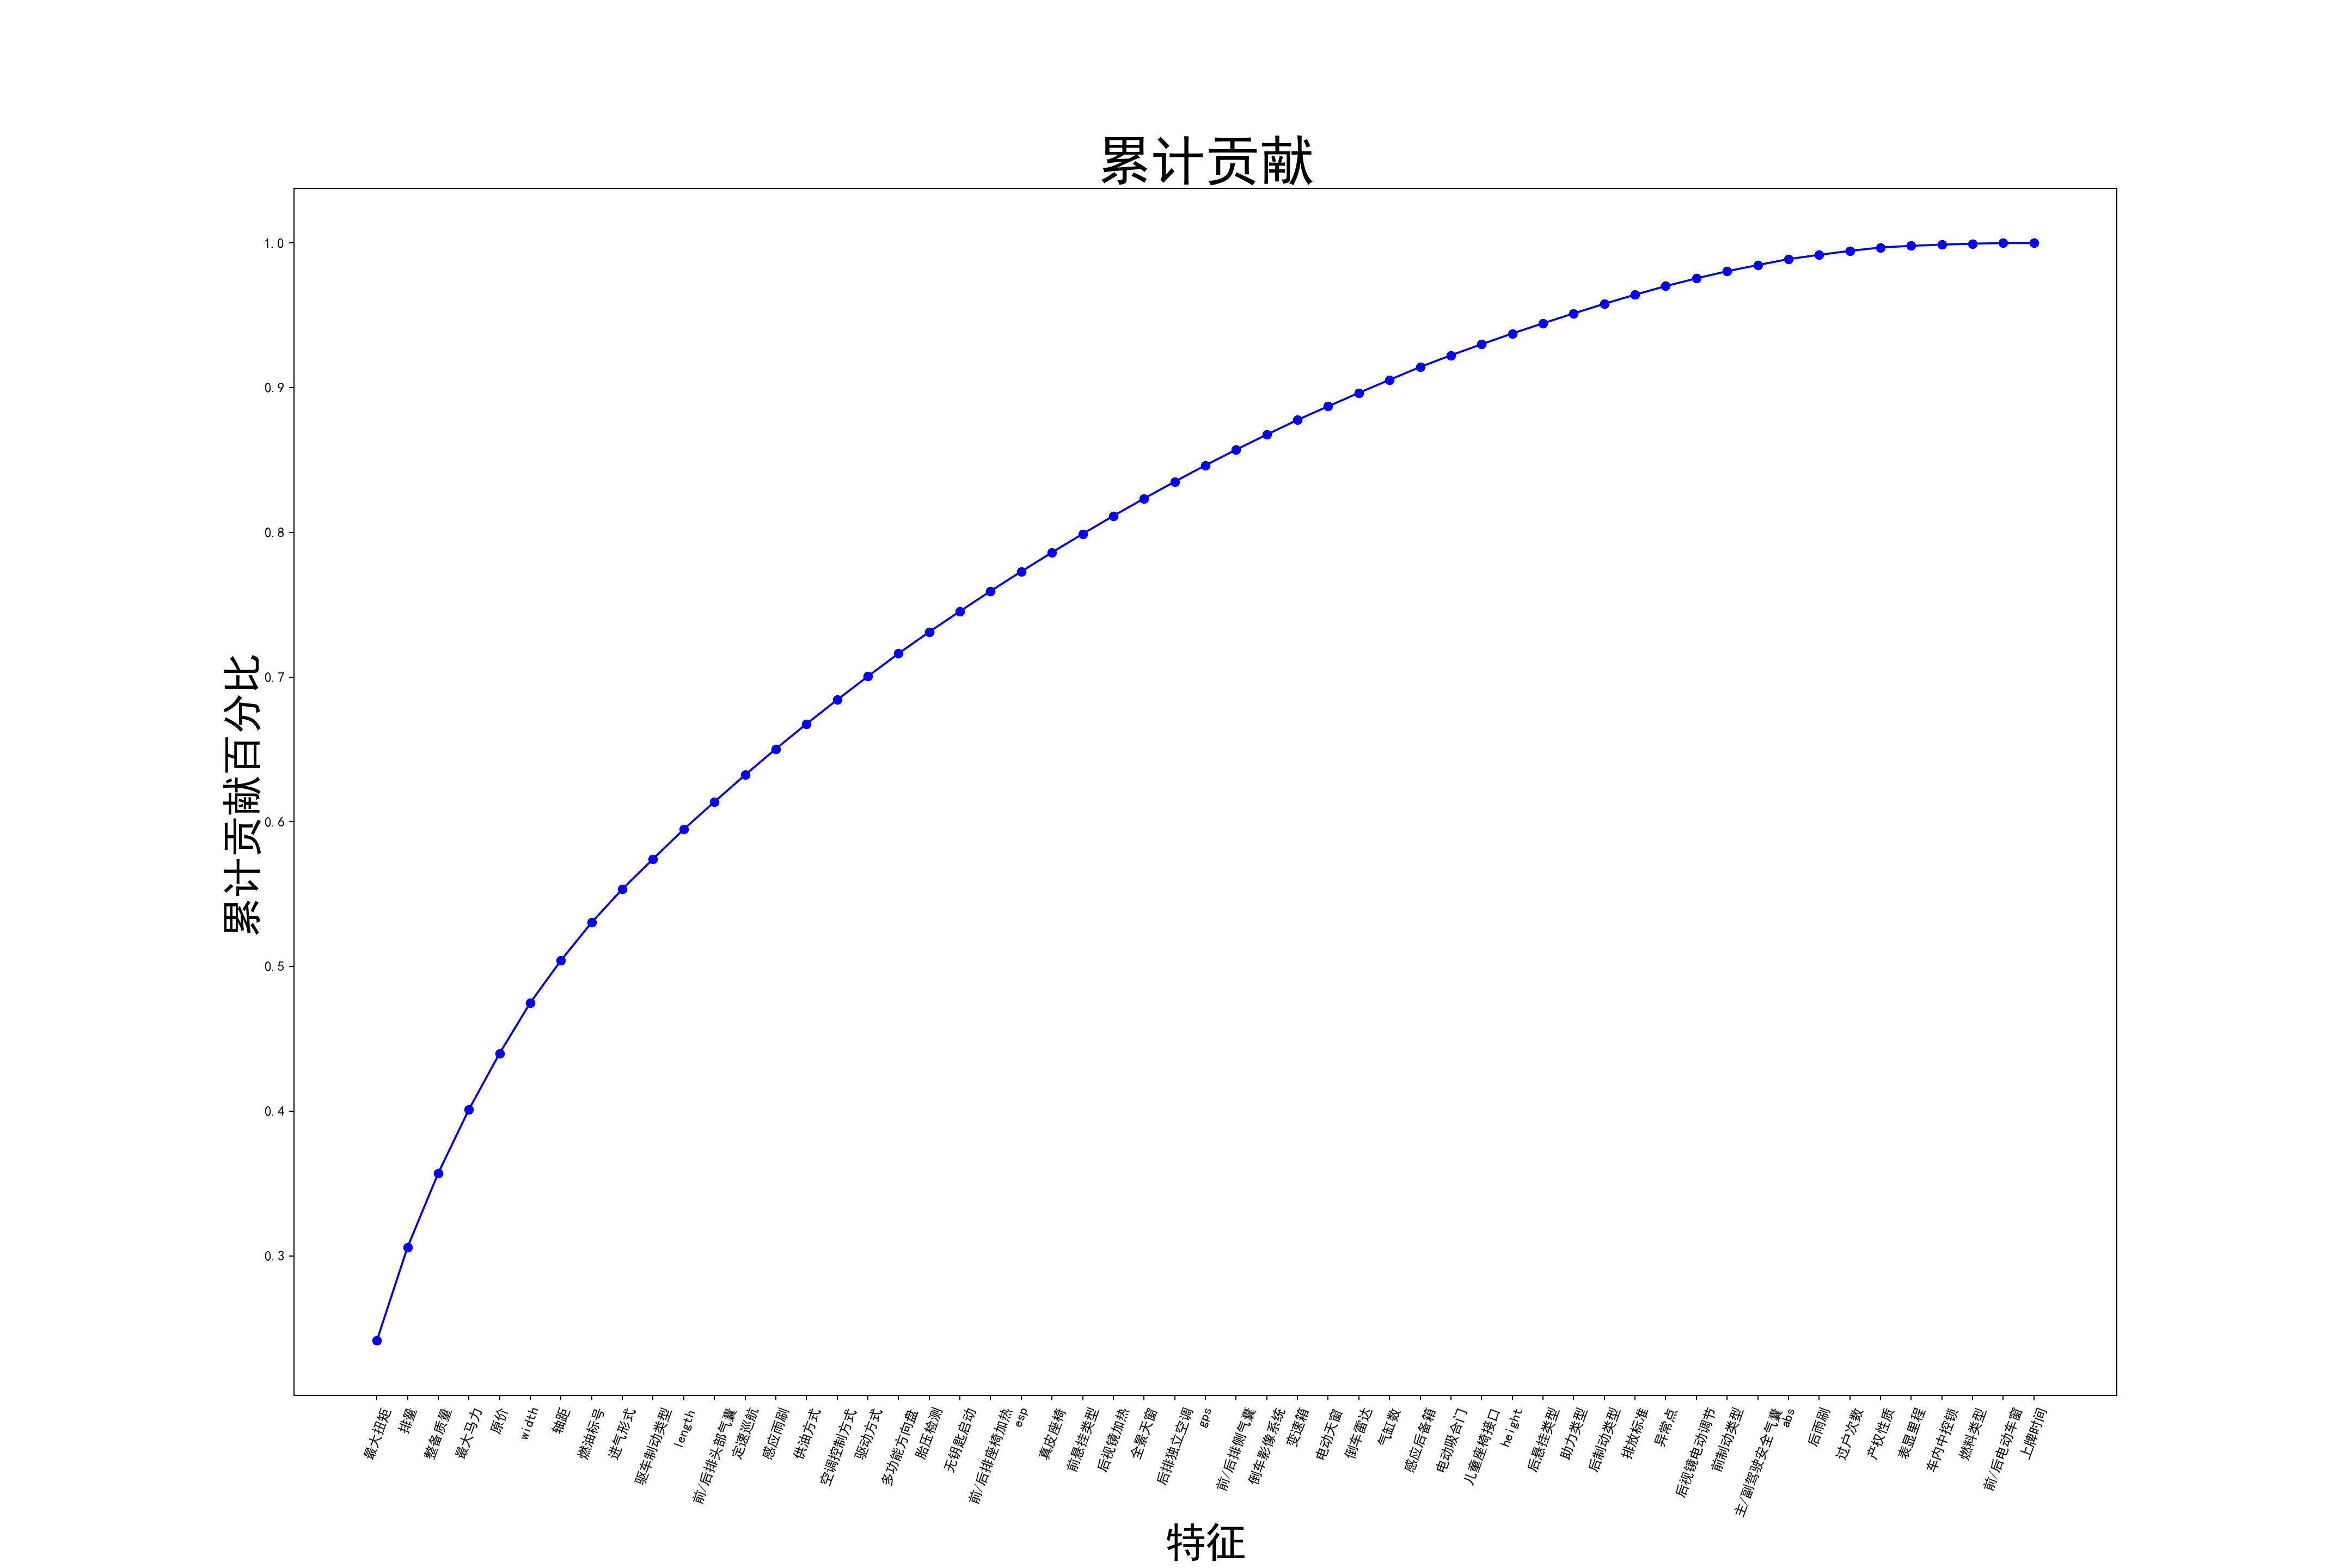 累计贡献
累计贡献百分比
1.0
0.9
0.8
0.7
0.6
0.5
0.4
0.3
最大扭矩
排量
整备质量
最大马力
原价
width
轴距
燃油标号
进气形式
驱车制动类型
length
前/后排头部气囊
定速巡航
感应雨刷
供油方式
空调控制方式
驱动方式
多功能方向盘
胎压检测
无钥匙启动
前/后排座椅加热
esp
真皮座椅
前悬挂类型
后视镜加热
全景天窗
后排独立空调
gps
前/后排侧气囊
倒车影像系统
变速箱
电动天窗
倒车雷达
气缸数
感应后备箱
电动吸合门
儿童座椅接口
height
后悬挂类型
助力类型
后制动类型
排放标准
异常点
后视镜电动调节
前制动类型
主/副驾驶安全气囊
abs
后雨刷
过户次数
产权性质
表显里程
车内中控锁
燃料类型
前/后电动车窗
上牌时间
特征